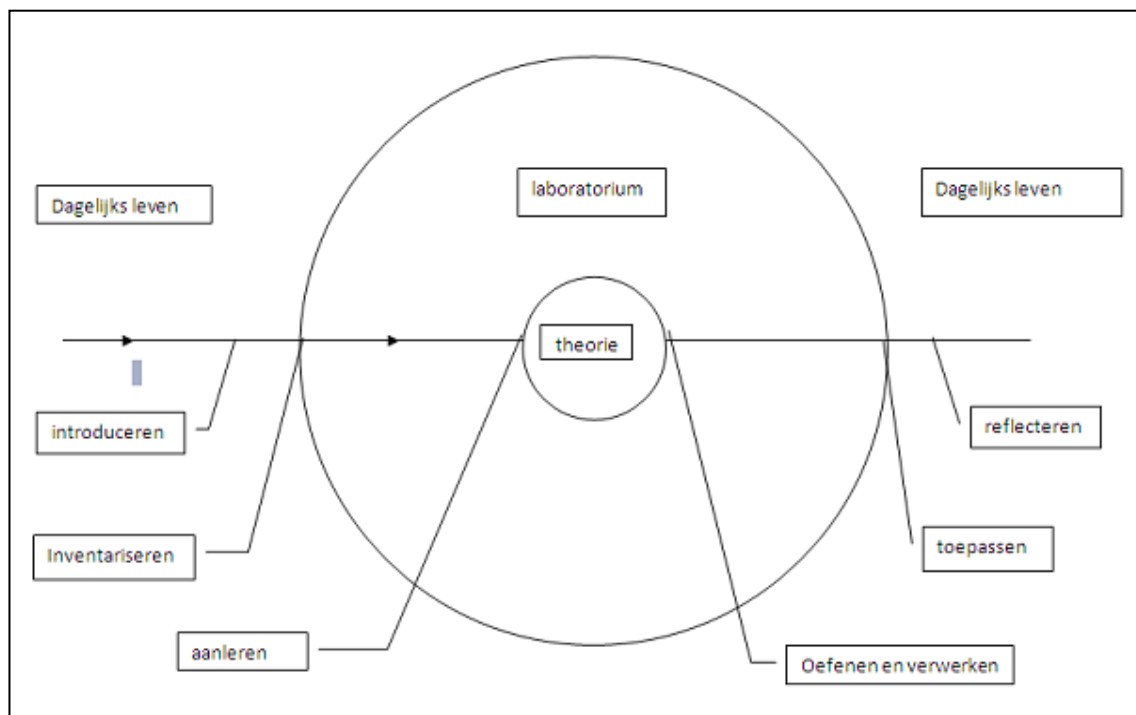 laboratorium
Dagelijks leven
Dagelijks leven
theorie
introduceren
reflecteren
Inventariseren
toepassen
aanleren
Oefenen en verwerken